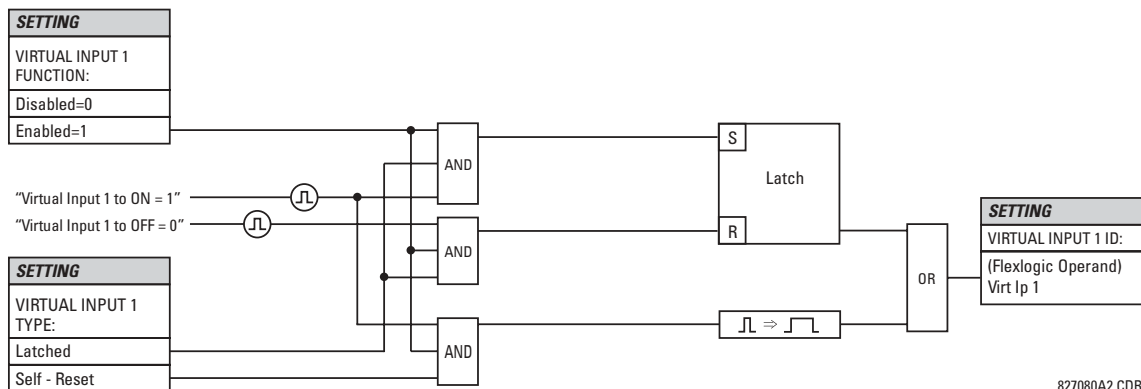 SETTING
VIRTUAL INPUT 1
FUNCTION:
Disabled=0
Enabled=1
“Virtual Input 1 to ON = 1”
“Virtual Input 1 to OFF = 0”
SETTING
VIRTUAL INPUT 1
TYPE:
Latched
Self - Reset
AND
AND
AND
S
Latch
R
OR
SETTING
VIRTUAL INPUT 1 ID:
(Flexlogic Operand)
Virt Ip 1
827080A2.CDR